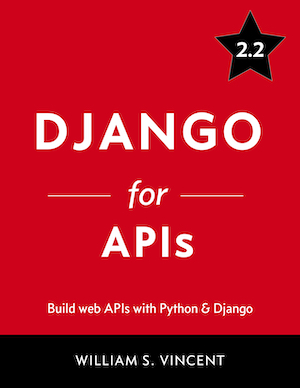 2.2
DJANGO
for
APIs
Build web APIs with Python & Django
WILLIAM S. VINCENT